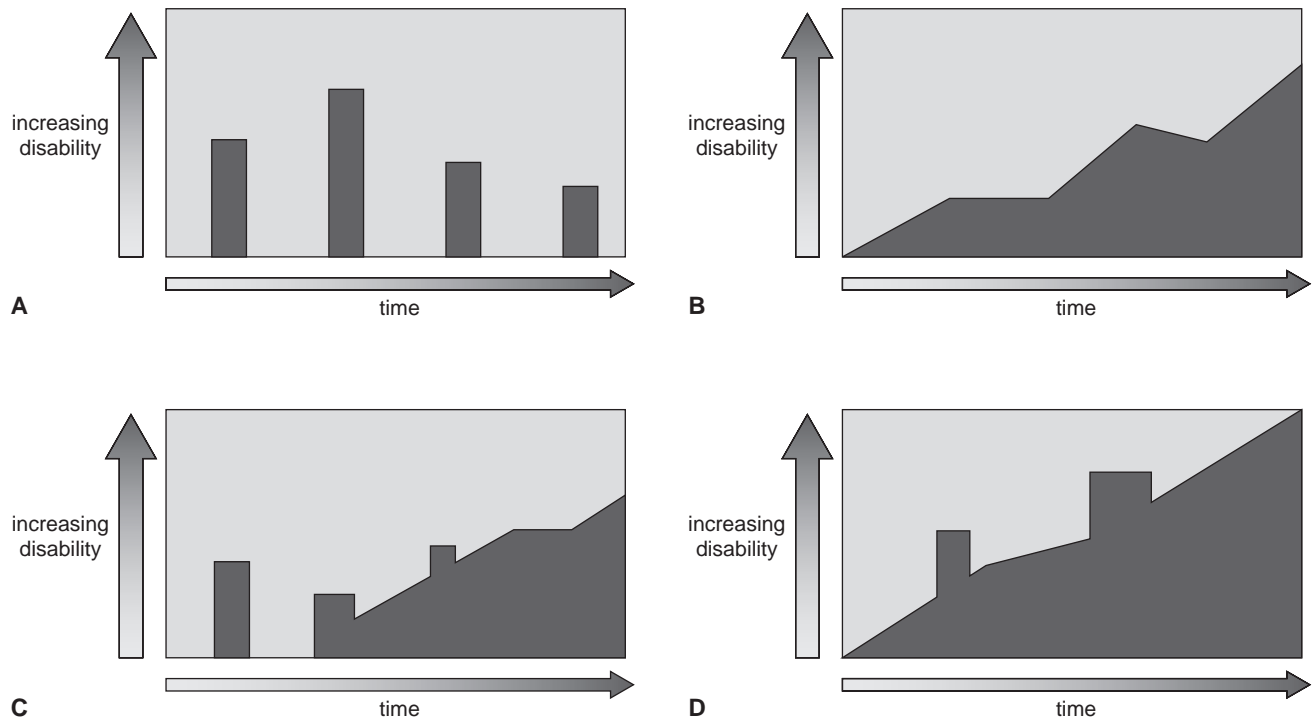 increasing
disability
time
A
increasing
disability
time
B
increasing
disability
time
C
increasing
disability
time
D